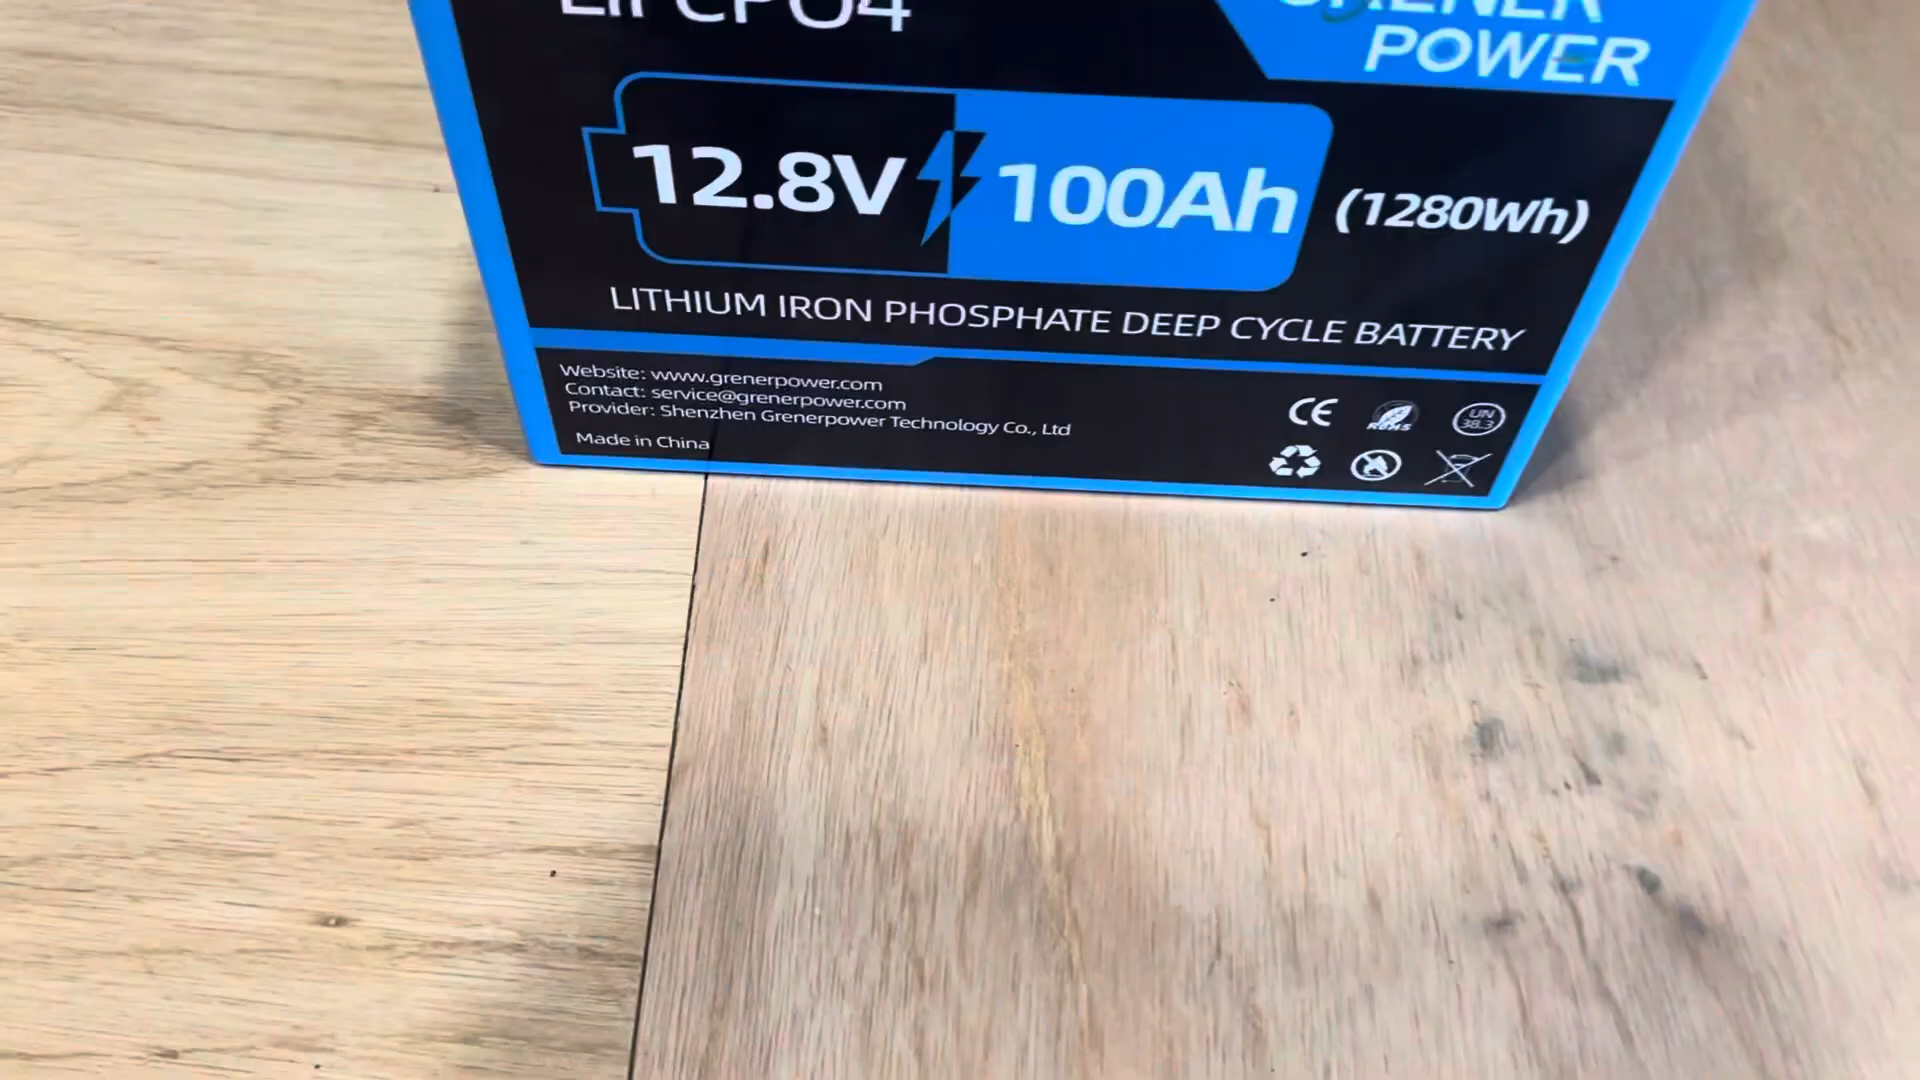 POWER
12.8V 100Ah (1280Wh)
LITHIUM IRON PHOSPHATE DEEP CYCLE BATTERY
Website: www.grenerpower.com
Contact: service@grenerpower.com
Provider: Shenzhen Grenerpower Technology Co., Ltd
Made in China
CE
RoHS
UN
38.3